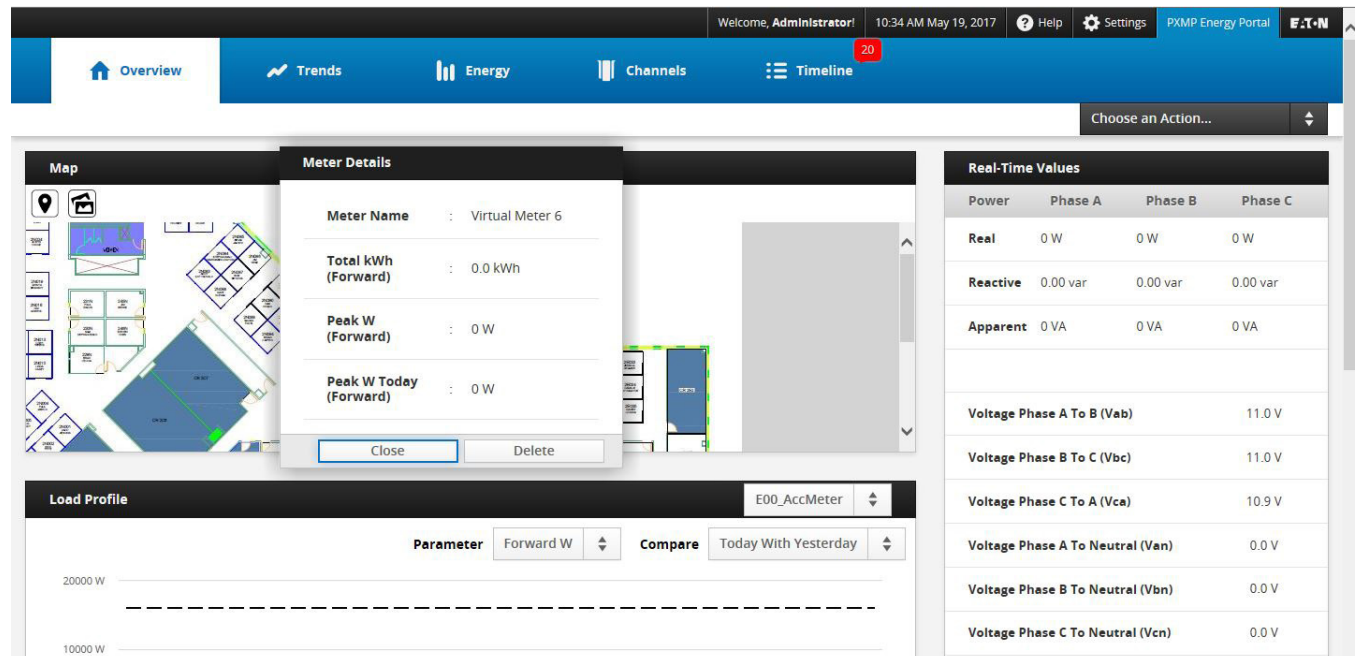 Welcome, Administrator! 10:34 AM May 19, 2017 ? Help Settings PXMP Energy Portal EATON
20
Overview Trends Energy Channels Timeline
Choose an Action...
Map
Meter Details
Meter Name : Virtual Meter 6
Total kWh
(Forward) : 0.0 kWh
Peak W
(Forward) : 0 W
Peak W Today
(Forward) : 0 W
Close Delete
Real-Time Values
Power Phase A Phase B Phase C
Real 0 W 0 W 0 W
Reactive 0.00 var 0.00 var 0.00 var
Apparent 0 VA 0 VA 0 VA
Voltage Phase A To B (Vab) 11.0 V
Voltage Phase B To C (Vbc) 11.0 V
Voltage Phase C To A (Vca) 10.9 V
Voltage Phase A To Neutral (Van) 0.0 V
Voltage Phase B To Neutral (Vbn) 0.0 V
Voltage Phase C To Neutral (Vcn) 0.0 V
Load Profile E00_AccMeter
Parameter Forward W Compare Today With Yesterday
20000 W
10000 W